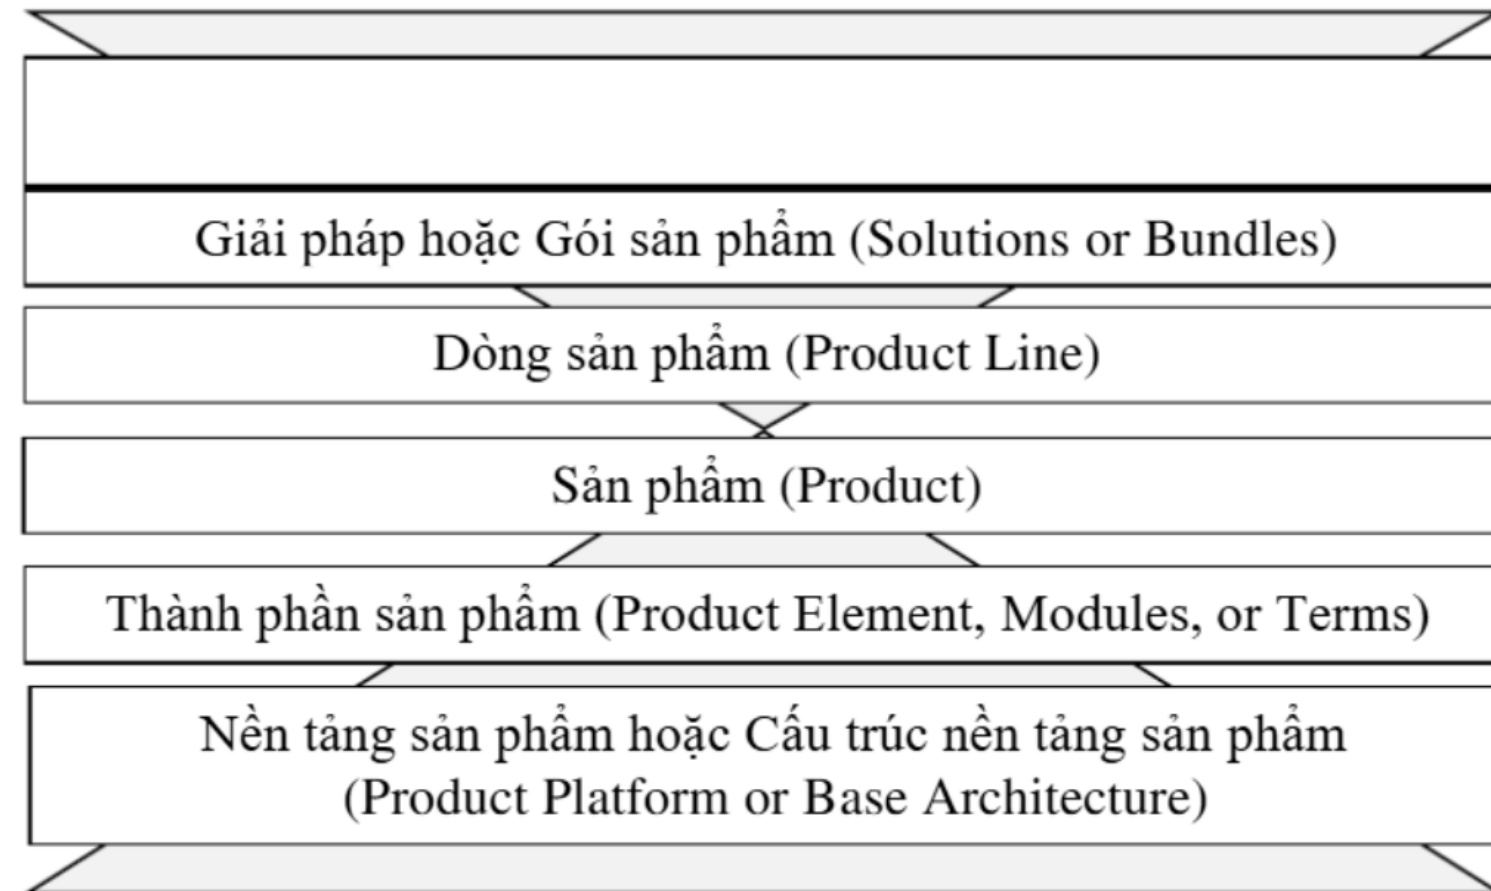 Giải pháp hoặc Gói sản phẩm (Solutions or Bundles)
Dòng sản phẩm (Product Line)
Sản phẩm (Product)
Thành phần sản phẩm (Product Element, Modules, or Terms)
Nền tảng sản phẩm hoặc Cấu trúc nền tảng sản phẩm
(Product Platform or Base Architecture)